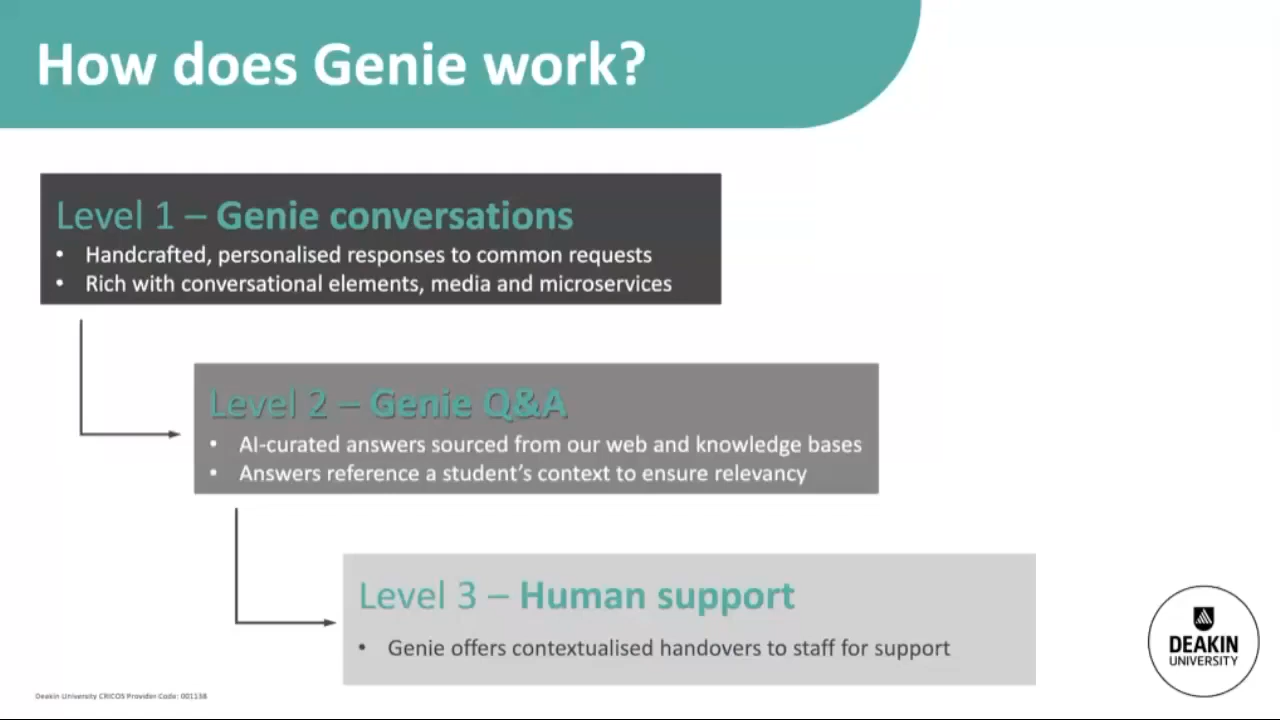 How does Genie work?
Level 1 – Genie conversations
• Handcrafted, personalised responses to common requests
• Rich with conversational elements, media and microservices
Level 2 – Genie Q&A
• AI-curated answers sourced from our web and knowledge bases
• Answers reference a student's context to ensure relevancy
Level 3 – Human support
• Genie offers contextualised handovers to staff for support
DEAKIN
UNIVERSITY
Deakin University CRICOS Provider Code: 00113B